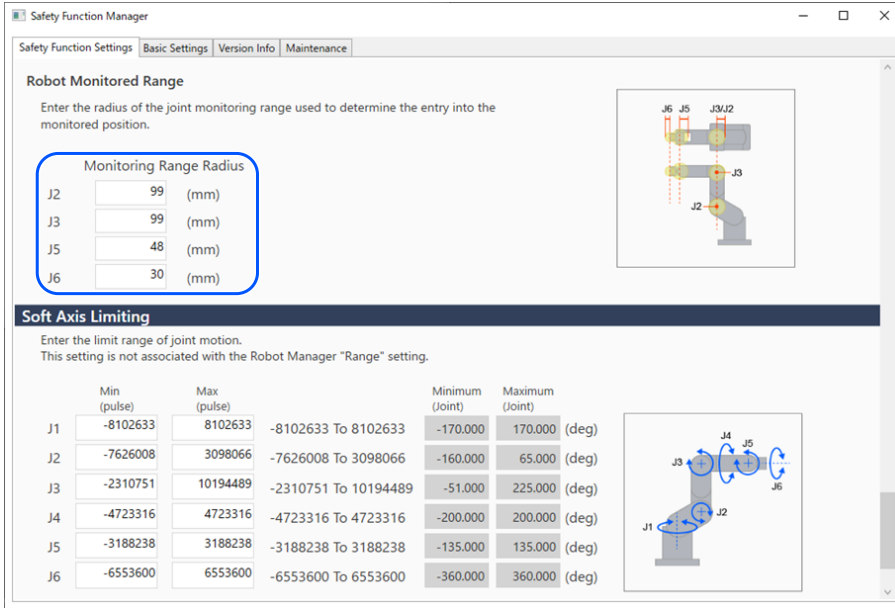 Safety Function Manager
Safety Function Settings Basic Settings Version Info Maintenance
Robot Monitored Range
Enter the radius of the joint monitoring range used to determine the entry into the
monitored position.
Monitoring Range Radius
J2 99 (mm)
J3 99 (mm)
J5 48 (mm)
J6 30 (mm)
J6 J5 J3/J2
J3
J2
Soft Axis Limiting
Enter the limit range of joint motion.
This setting is not associated with the Robot Manager "Range" setting.
Min Max Minimum Maximum
(pulse) (pulse) (Joint) (Joint)
J1 -8102633 8102633 -8102633 To 8102633 -170.000 170.000 (deg)
J2 -7626008 3098066 -7626008 To 3098066 -160.000 65.000 (deg)
J3 -2310751 10194489 -2310751 To 10194489 -51.000 225.000 (deg)
J4 -4723316 4723316 -4723316 To 4723316 -200.000 200.000 (deg)
J5 -3188238 3188238 -3188238 To 3188238 -135.000 135.000 (deg)
J6 -6553600 6553600 -6553600 To 6553600 -360.000 360.000 (deg)
J4
J5
J3
J6
J2
J1